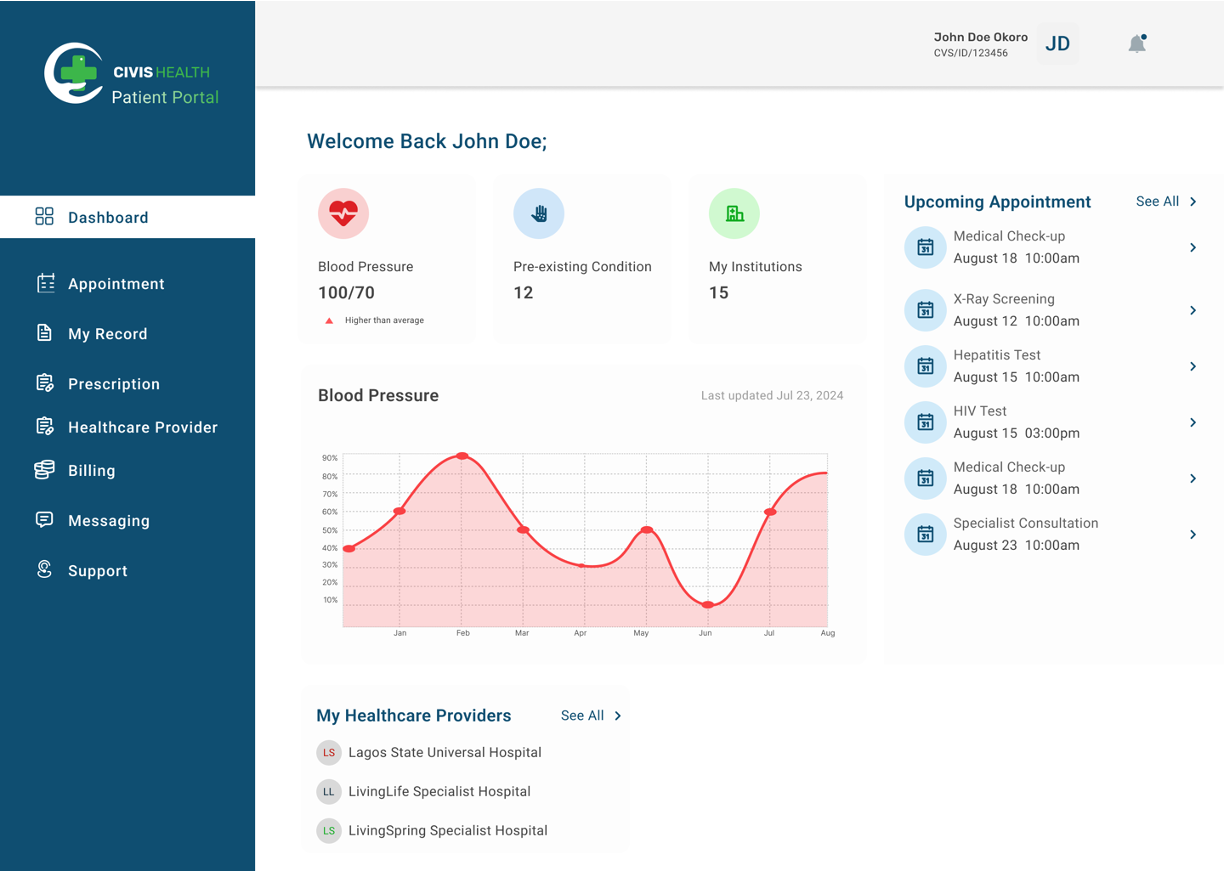 CIVIS HEALTH
Patient Portal
Dashboard
Appointment
My Record
Prescription
Healthcare Provider
Billing
Messaging
Support
John Doe Okoro
CVS/ID/123456
JD
Welcome Back John Doe;
Blood Pressure
100/70
Higher than average
Pre-existing Condition
12
My Institutions
15
Blood Pressure
Last updated Jul 23, 2024
90%
80%
70%
60%
50%
40%
30%
20%
10%
Jan Feb Mar Apr May Jun Jul Aug
Upcoming Appointment See All
31
Medical Check-up
August 18 10:00am
31
X-Ray Screening
August 12 10:00am
31
Hepatitis Test
August 15 10:00am
31
HIV Test
August 15 03:00pm
31
Medical Check-up
August 18 10:00am
31
Specialist Consultation
August 23 10:00am
My Healthcare Providers See All
LS Lagos State Universal Hospital
LL LivingLife Specialist Hospital
LS LivingSpring Specialist Hospital